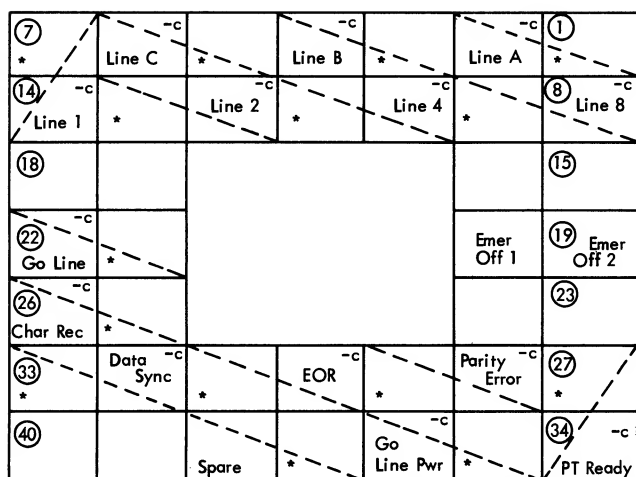 7 -c -c -c 1
* Line C * Line B * Line A *
14 -c -c -c 8 -c
Line 1 * Line 2 * Line 4 * Line 8
18 15
22 -c Emer 19 Emer
Go Line * Off 1 Off 2
26 -c 23
Char Rec *
33 Data -c EOR -c Parity -c 27
* Sync * * Error *
40 Go -c 34 -c
Spare * Line Pwr * PT Ready